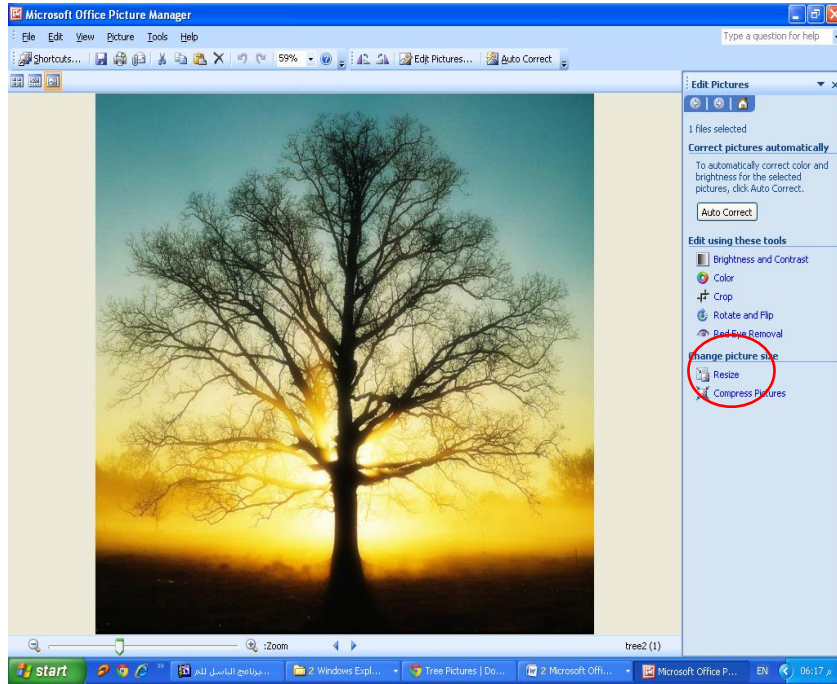 Microsoft Office Picture Manager
File Edit View Picture Tools Help
Type a question for help
Shortcuts... 59% Edit Pictures... Auto Correct
Edit Pictures
1 files selected
Correct pictures automatically
To automatically correct color and
brightness for the selected
pictures, click Auto Correct.
Auto Correct
Edit using these tools
Brightness and Contrast
Color
Crop
Rotate and Flip
Red Eye Removal
Change picture size
Resize
Compress Pictures
:Zoom
tree2 (1)
start برنامج الباسل للم... 2 Windows Expl... Tree Pictures | Do... 2 Microsoft Offi... Microsoft Office P... EN 06:17 م